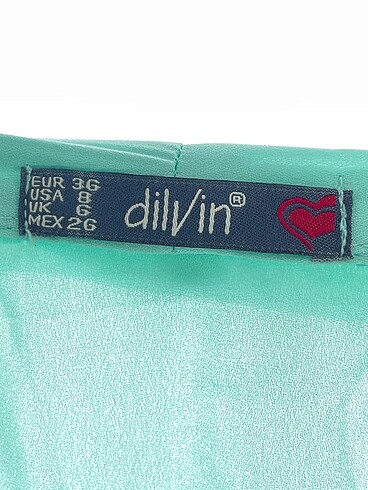 EUR 36
USA 8
UK 6
MEX 26
dilvin®